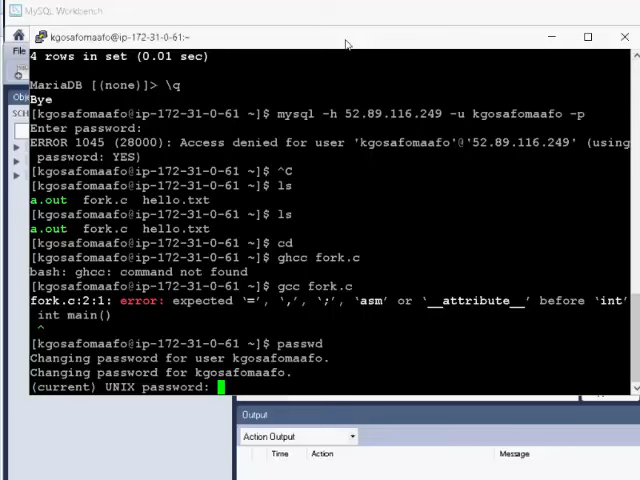 MySQL Workbench
kgosafomaafo@ip-172-31-0-61:~
File
4 rows in set (0.01 sec)
MariaDB [(none)]> \q
Bye
[kgosafomaafo@ip-172-31-0-61 ~]$ mysql -h 52.89.116.249 -u kgosafomaafo -p
Enter password:
ERROR 1045 (28000): Access denied for user 'kgosafomaafo'@'52.89.116.249' (using
password: YES)
[kgosafomaafo@ip-172-31-0-61 ~]$ ^C
[kgosafomaafo@ip-172-31-0-61 ~]$ ls
a.out fork.c hello.txt
[kgosafomaafo@ip-172-31-0-61 ~]$ ls
a.out fork.c hello.txt
[kgosafomaafo@ip-172-31-0-61 ~]$ cd
[kgosafomaafo@ip-172-31-0-61 ~]$ ghcc fork.c
bash: ghcc: command not found
[kgosafomaafo@ip-172-31-0-61 ~]$ gcc fork.c
fork.c:2:1: error: expected ‘=’, ‘,’, ‘;’, ‘asm’ or ‘__attribute__’ before ‘int’
int main()
^
[kgosafomaafo@ip-172-31-0-61 ~]$ passwd
Changing password for user kgosafomaafo.
Changing password for kgosafomaafo.
(current) UNIX password:
Obje
SCH
Output
Action Output
Time Action Message